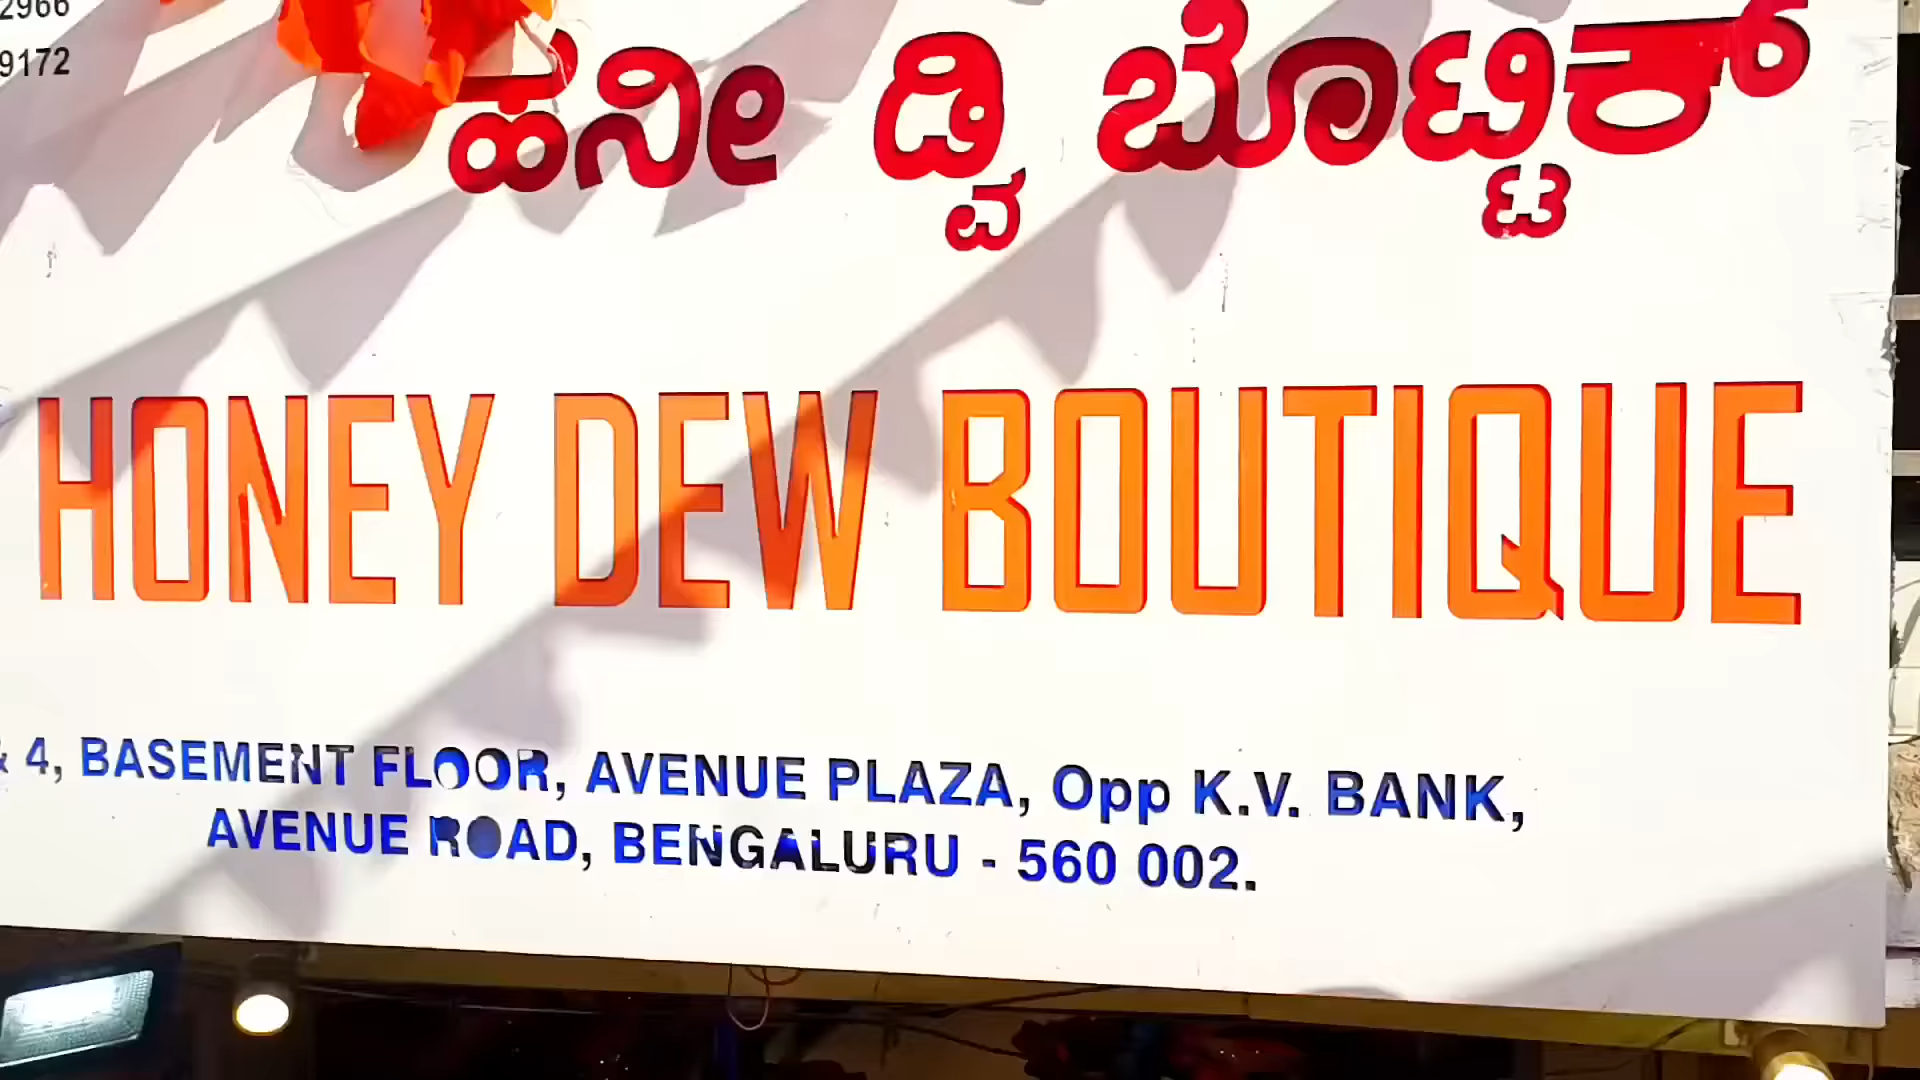 2966
9172
ಹನೀ ಡ್ವಿ ಬೊಟ್ಟಿಕ್
HONEY DEW BOUTIQUE
& 4, BASEMENT FLOOR, AVENUE PLAZA, Opp K.V. BANK,
AVENUE ROAD, BENGALURU - 560 002.